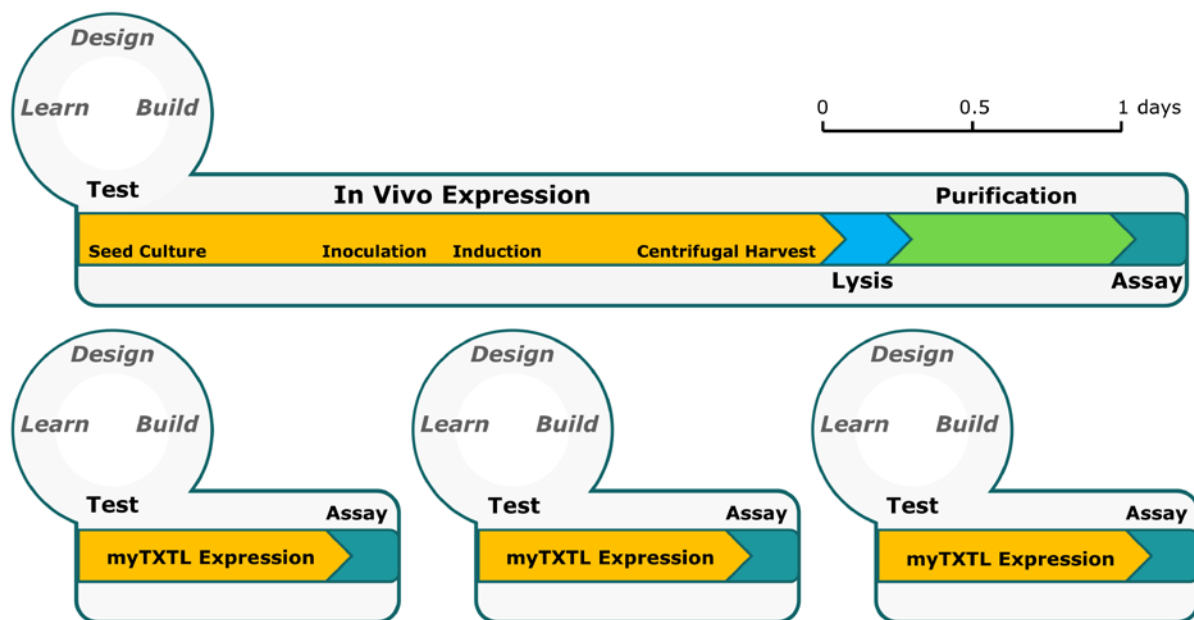 Design
Learn Build
0 0.5 1 days
Test In Vivo Expression Purification
Seed Culture Inoculation Induction Centrifugal Harvest
Lysis Assay
Design Design Design
Learn Build Learn Build Learn Build
Test Assay Test Assay Test Assay
myTXTL Expression myTXTL Expression myTXTL Expression